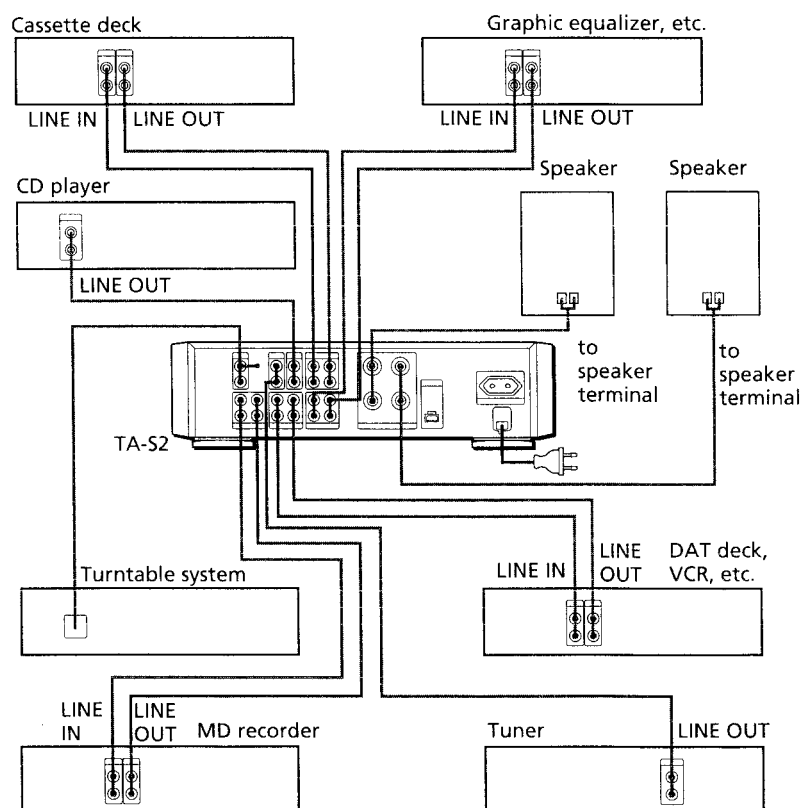 Cassette deck
Graphic equalizer, etc.
LINE IN
LINE OUT
LINE IN
LINE OUT
Speaker
Speaker
CD player
LINE OUT
to
speaker
terminal
to
speaker
terminal
TA-S2
Turntable system
LINE IN
LINE
OUT
DAT deck,
VCR, etc.
LINE
IN
LINE
OUT
MD recorder
Tuner
LINE OUT